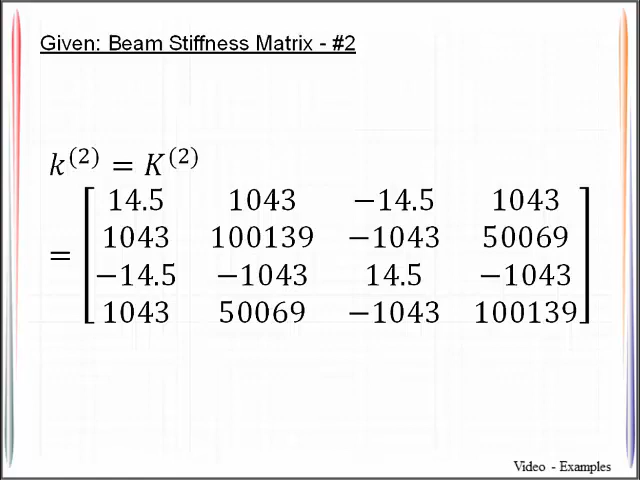 Given: Beam Stiffness Matrix - #2
k⁽²⁾ = K⁽²⁾
= [ 14.5 1043 −14.5 1043
1043 100139 −1043 50069
−14.5 −1043 14.5 −1043
1043 50069 −1043 100139 ]
Video - Examples